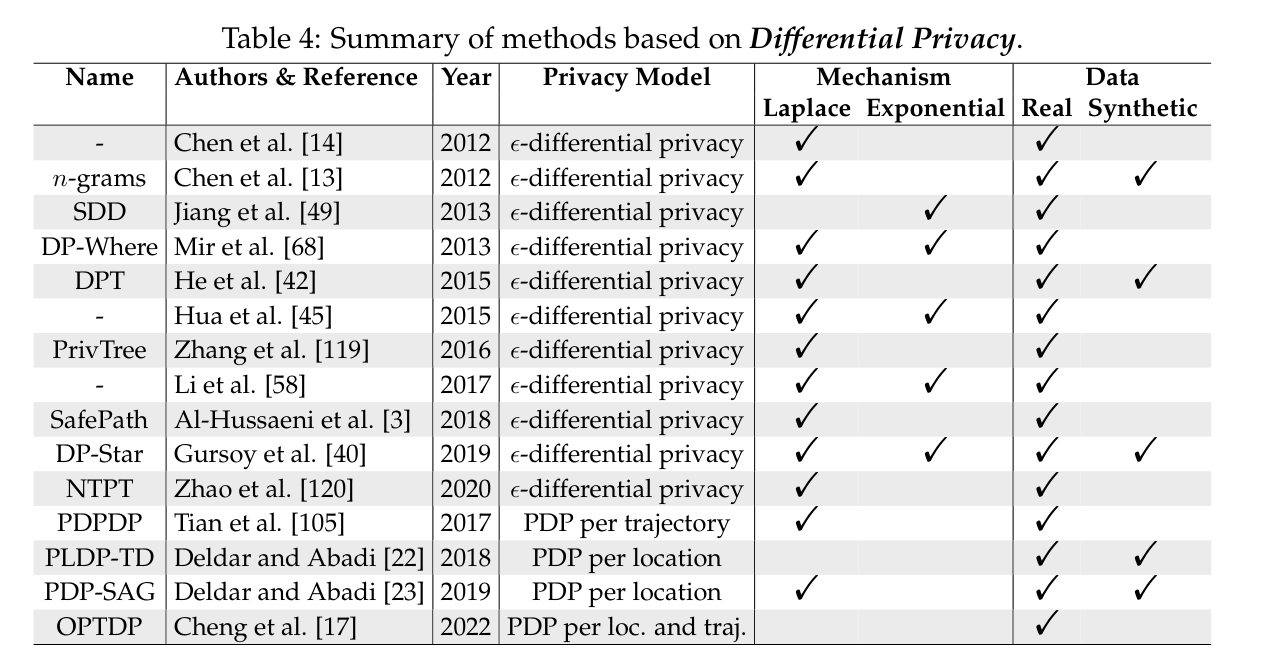 Table 4: Summary of methods based on Differential Privacy.
Name Authors & Reference Year Privacy Model Mechanism Data
Laplace Exponential Real Synthetic
- Chen et al. [14] 2012 ϵ-differential privacy ✓ ✓
n-grams Chen et al. [13] 2012 ϵ-differential privacy ✓ ✓ ✓
SDD Jiang et al. [49] 2013 ϵ-differential privacy ✓ ✓
DP-Where Mir et al. [68] 2013 ϵ-differential privacy ✓ ✓ ✓
DPT He et al. [42] 2015 ϵ-differential privacy ✓ ✓ ✓
- Hua et al. [45] 2015 ϵ-differential privacy ✓ ✓ ✓
PrivTree Zhang et al. [119] 2016 ϵ-differential privacy ✓ ✓
- Li et al. [58] 2017 ϵ-differential privacy ✓ ✓ ✓
SafePath Al-Hussaeni et al. [3] 2018 ϵ-differential privacy ✓ ✓
DP-Star Gursoy et al. [40] 2019 ϵ-differential privacy ✓ ✓ ✓ ✓
NTPT Zhao et al. [120] 2020 ϵ-differential privacy ✓ ✓
PDPDP Tian et al. [105] 2017 PDP per trajectory ✓ ✓
PLDP-TD Deldar and Abadi [22] 2018 PDP per location ✓ ✓
PDP-SAG Deldar and Abadi [23] 2019 PDP per location ✓ ✓ ✓
OPTDP Cheng et al. [17] 2022 PDP per loc. and traj. ✓